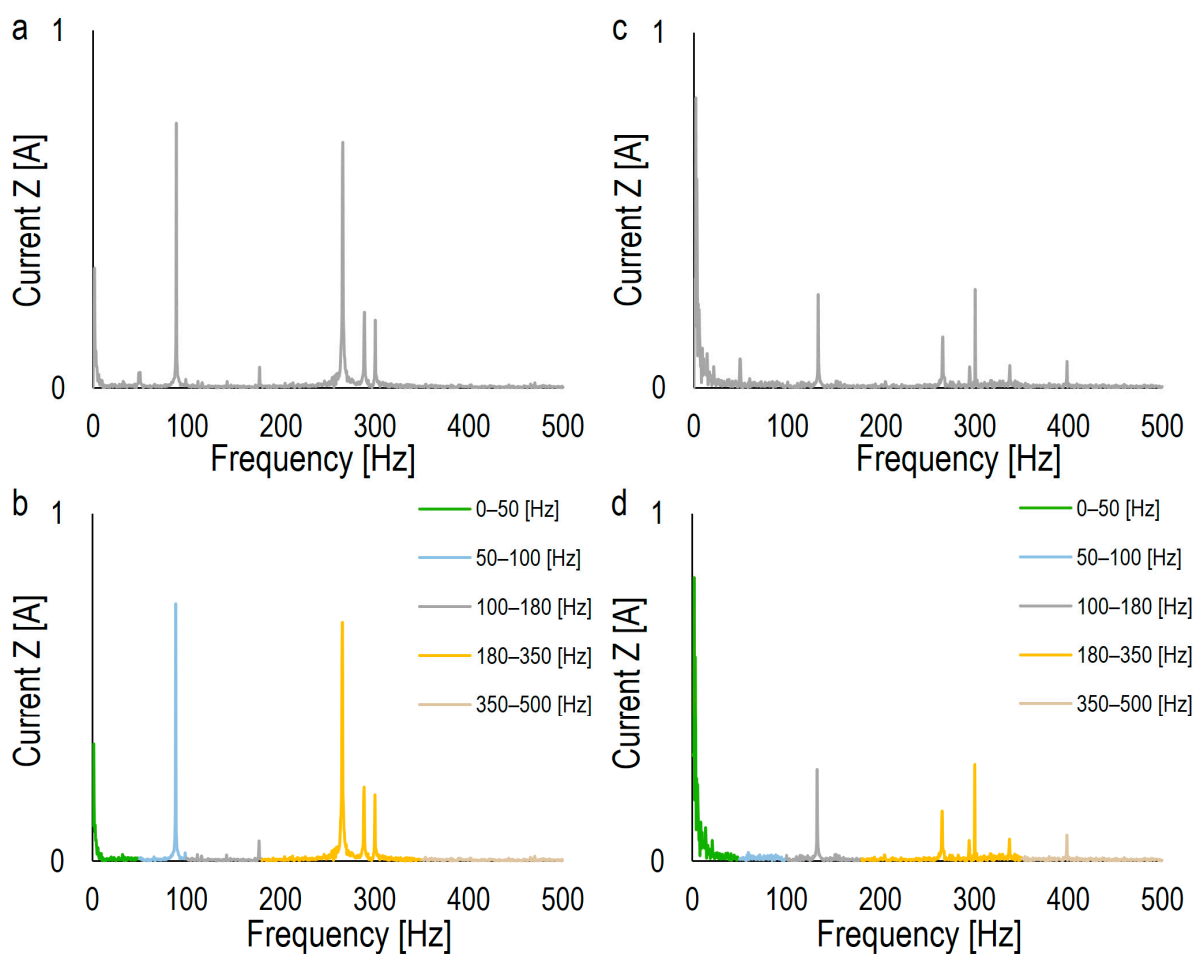 a
1
Current Z [A]
0
0 100 200 300 400 500
Frequency [Hz]
c
1
Current Z [A]
0
0 100 200 300 400 500
Frequency [Hz]
b
1
Current Z [A]
0
0–50 [Hz]
50–100 [Hz]
100–180 [Hz]
180–350 [Hz]
350–500 [Hz]
0 100 200 300 400 500
Frequency [Hz]
d
1
Current Z [A]
0
0–50 [Hz]
50–100 [Hz]
100–180 [Hz]
180–350 [Hz]
350–500 [Hz]
0 100 200 300 400 500
Frequency [Hz]